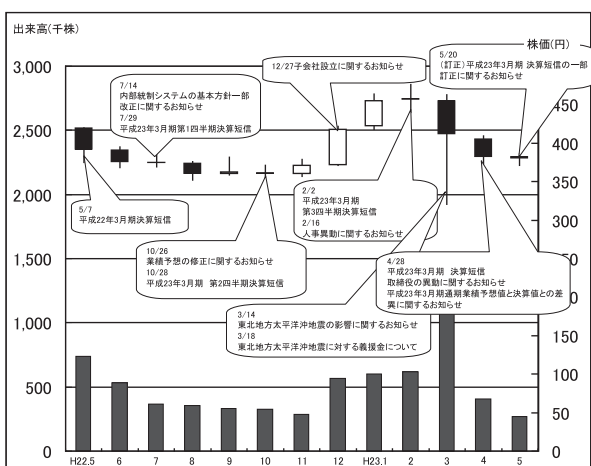 出来高(千株)
株価(円)
5/20
(訂正)平成23年3月期 決算短信の一部
訂正に関するお知らせ
12/27子会社設立に関するお知らせ
7/14
内部統制システムの基本方針一部
改正に関するお知らせ
7/29
平成23年3月期第1四半期決算短信
5/7
平成22年3月期決算短信
2/2
平成23年3月期
第3四半期決算短信
2/16
人事異動に関するお知らせ
10/26
業績予想の修正に関するお知らせ
10/28
平成23年3月期 第2四半期決算短信
4/28
平成23年3月期 決算短信
取締役の異動に関するお知らせ
平成23年3月期通期業績予想値と決算値との差
異に関するお知らせ
3/14
東北地方太平洋沖地震の影響に関するお知らせ
3/18
東北地方太平洋沖地震に対する義援金について
3,000
2,500
2,000
1,500
1,000
500
0
450
400
350
300
150
100
50
0
H22.5 6 7 8 9 10 11 12 H23.1 2 3 4 5